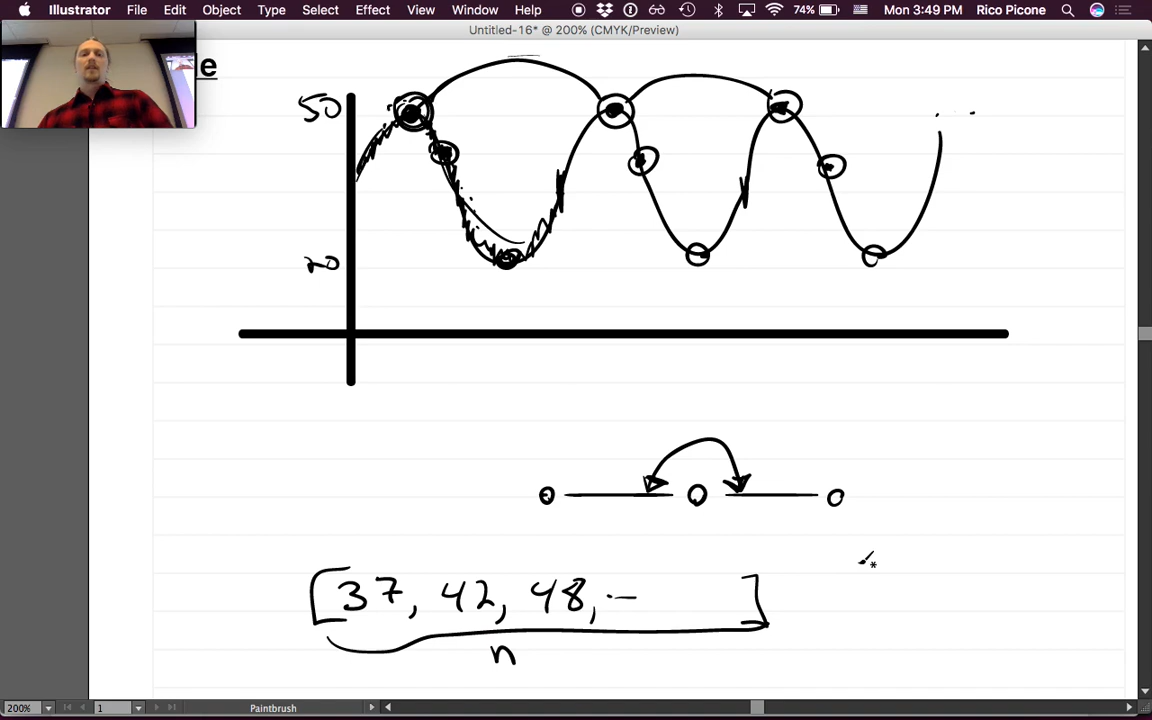 Illustrator File Edit Object Type Select Effect View Window Help 74% Mon 3:49 PM Rico Picone
Untitled-16* @ 200% (CMYK/Preview)
le
50
20
[37, 42, 48, ... ]
n
200% 1 Paintbrush